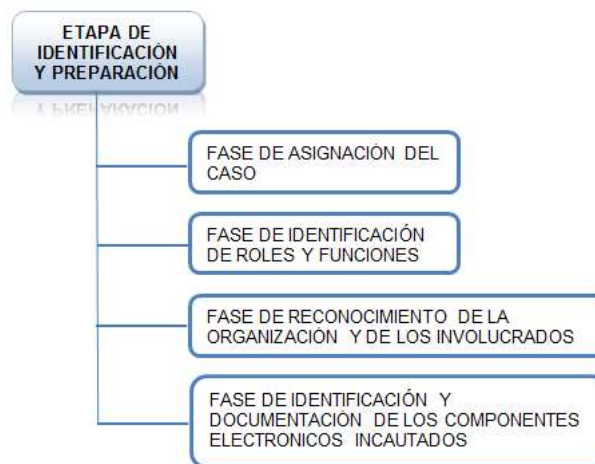 ETAPA DE
IDENTIFICACIÓN
Y PREPARACIÓN
FASE DE ASIGNACIÓN DEL
CASO
FASE DE IDENTIFICACIÓN
DE ROLES Y FUNCIONES
FASE DE RECONOCIMIENTO DE LA
ORGANIZACIÓN Y DE LOS INVOLUCRADOS
FASE DE IDENTIFICACIÓN Y
DOCUMENTACIÓN DE LOS COMPONENTES
ELECTRONICOS INCAUTADOS